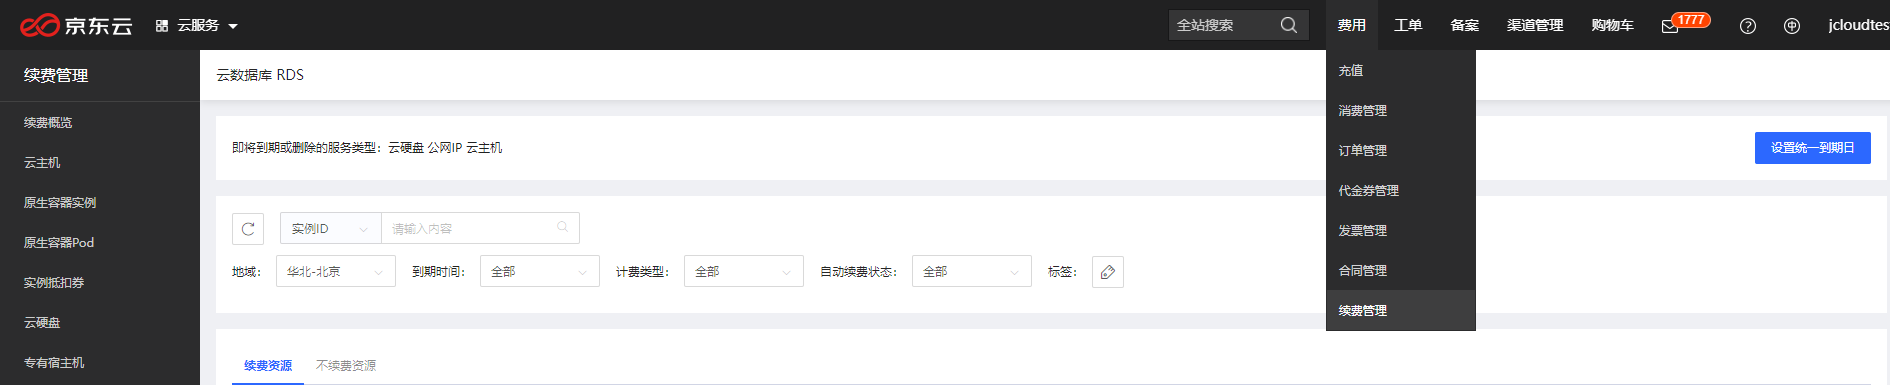 京东云
云服务
全站搜索
费用
工单
备案
渠道管理
购物车
1777
中
jcloudtes
续费管理
续费概览
云主机
原生容器实例
原生容器Pod
实例抵扣券
云硬盘
专有宿主机
云数据库 RDS
即将到期或删除的服务类型：云硬盘 公网IP 云主机
设置统一到期日
实例ID
请输入内容
地域：
华北-北京
到期时间：
全部
计费类型：
全部
自动续费状态：
全部
标签：
续费资源
不续费资源
充值
消费管理
订单管理
代金券管理
发票管理
合同管理
续费管理